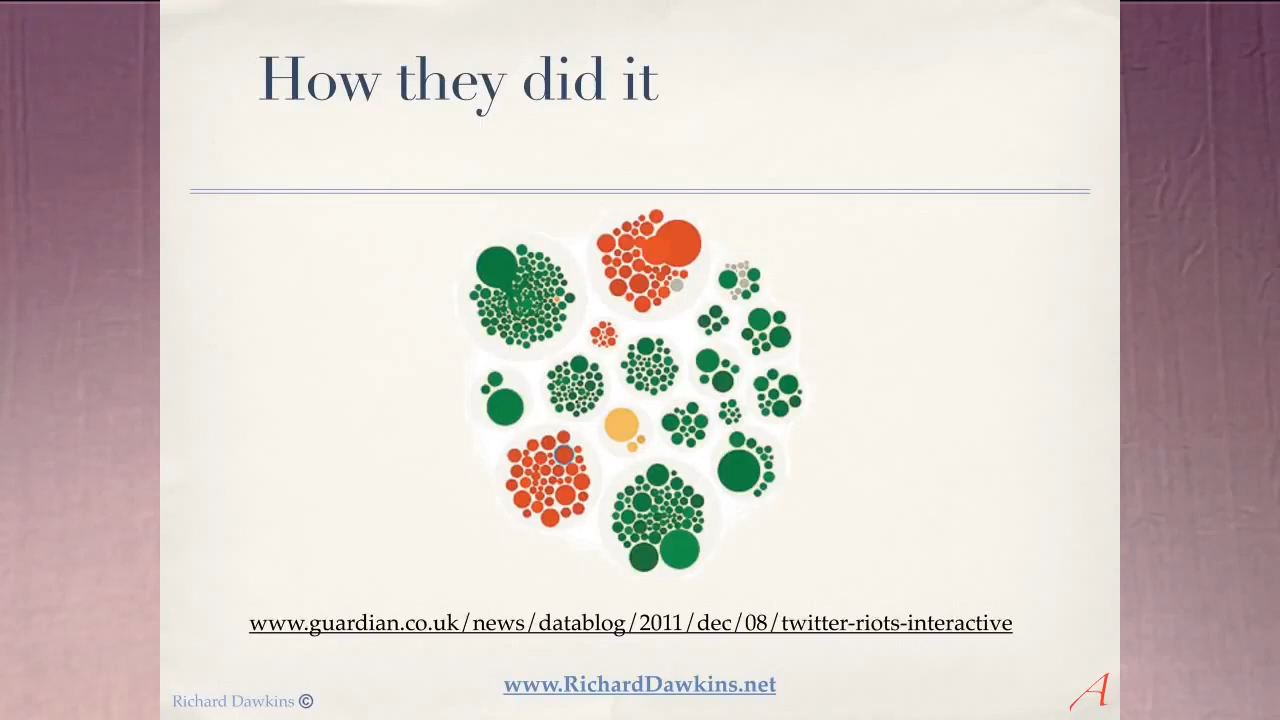 How they did it
www.guardian.co.uk/news/datablog/2011/dec/08/twitter-riots-interactive
www.RichardDawkins.net
Richard Dawkins ©
A